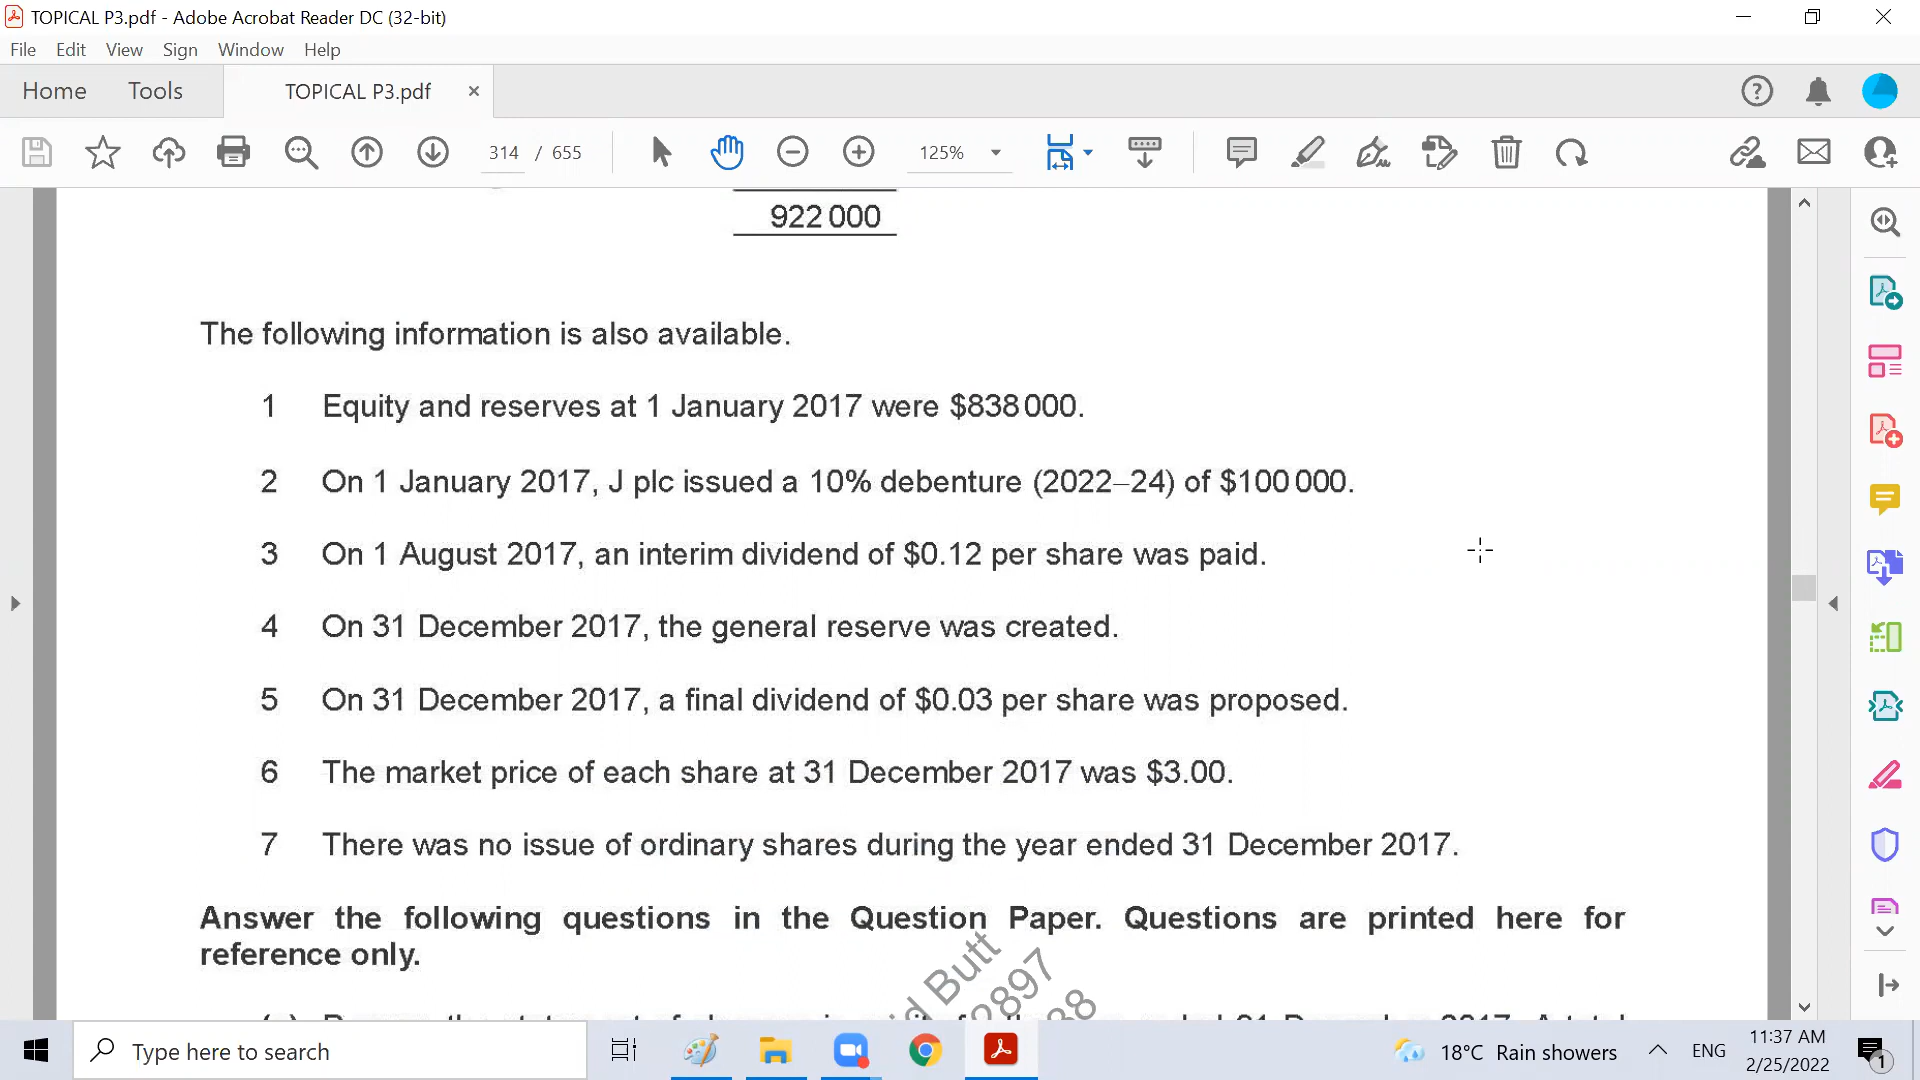 TOPICAL P3.pdf - Adobe Acrobat Reader DC (32-bit)
File Edit View Sign Window Help
Home Tools TOPICAL P3.pdf ×
314 / 655 125%
922 000
The following information is also available.
1 Equity and reserves at 1 January 2017 were $838 000.
2 On 1 January 2017, J plc issued a 10% debenture (2022–24) of $100 000.
3 On 1 August 2017, an interim dividend of $0.12 per share was paid.
4 On 31 December 2017, the general reserve was created.
5 On 31 December 2017, a final dividend of $0.03 per share was proposed.
6 The market price of each share at 31 December 2017 was $3.00.
7 There was no issue of ordinary shares during the year ended 31 December 2017.
Answer the following questions in the Question Paper. Questions are printed here for
reference only.
Butt
2897
Type here to search
18°C Rain showers
ENG
11:37 AM
2/25/2022
1